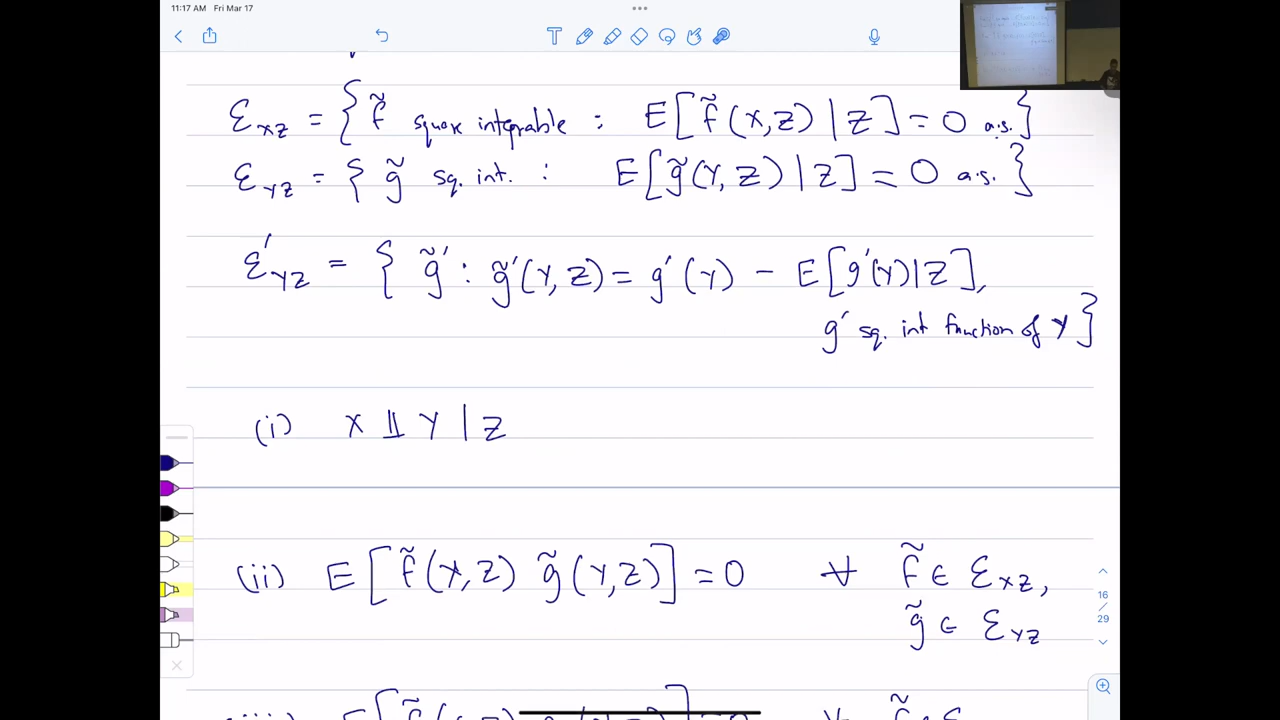 11:17 AM Fri Mar 17
ℰ_XZ = { f̃ square integrable : E[f̃(X,Z) | Z] = 0 a.s. }
ℰ_YZ = { g̃ sq. int. : E[g̃(Y,Z) | Z] = 0 a.s. }
ℰ'_YZ = { g̃' : g̃'(Y,Z) = g'(Y) − E[g'(Y)|Z],
g' sq. int function of Y }
(i) X ⫫ Y | Z
(ii) E[f̃(X,Z) g̃(Y,Z)] = 0 ∀ f̃ ∈ ℰ_XZ,
g̃ ∈ ℰ_YZ
16
/
29